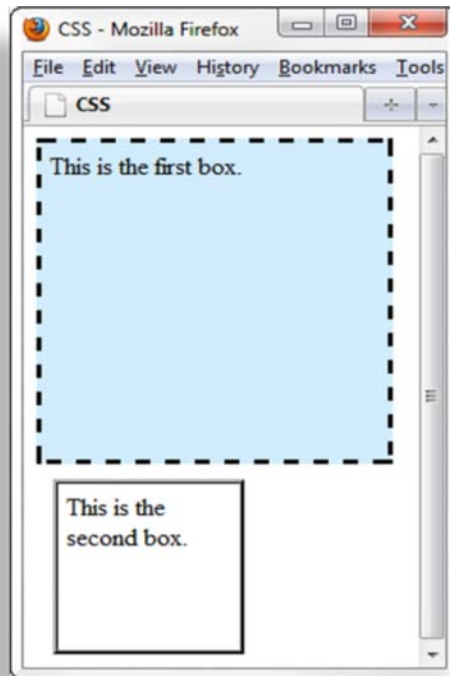 CSS - Mozilla Firefox
File Edit View History Bookmarks Tools
CSS
This is the first box.
This is the
second box.